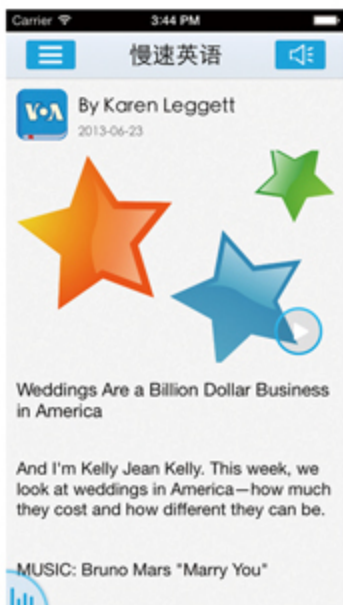 Carrier 3:44 PM
慢速英语
VOA
By Karen Leggett
2013-06-23
Weddings Are a Billion Dollar Business
in America
And I'm Kelly Jean Kelly. This week, we
look at weddings in America—how much
they cost and how different they can be.
MUSIC: Bruno Mars "Marry You"